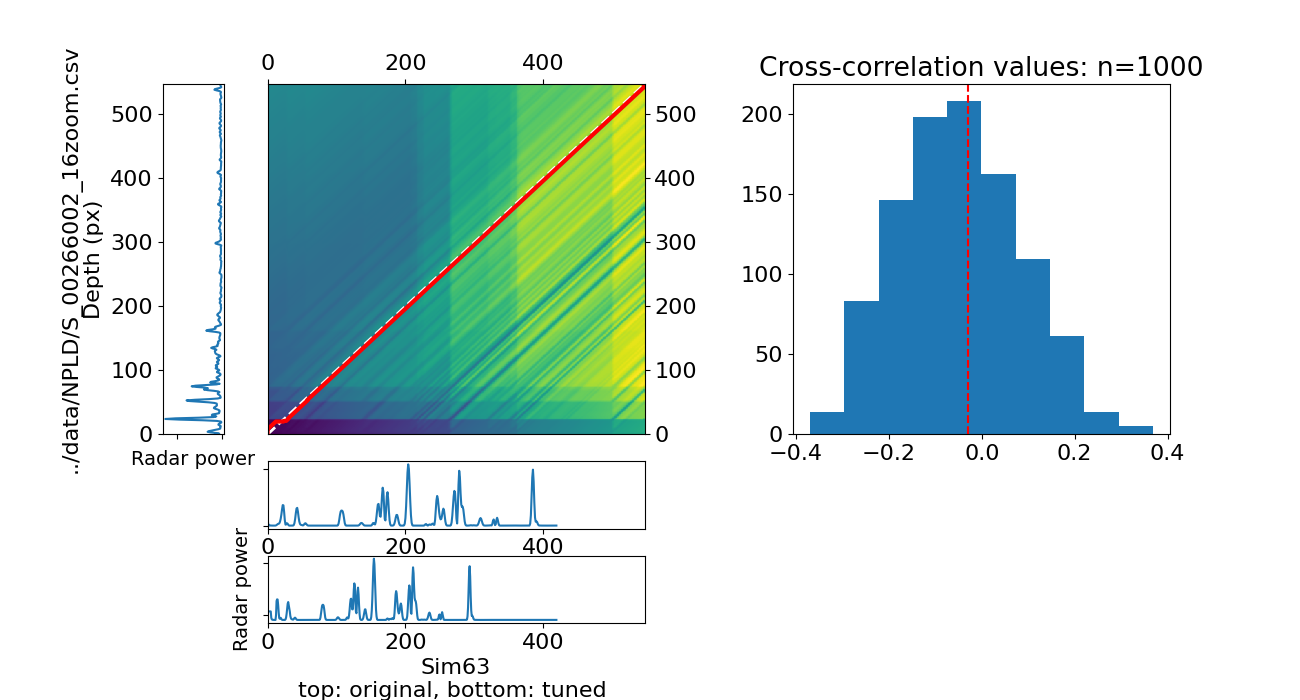 0 200 400
Cross-correlation values: n=1000
../data/NPLD/S_00266002_16zoom.csv
Depth (px)
500
400
300
200
100
0
500
400
300
200
100
0
200
150
100
50
0
−0.4 −0.2 0.0 0.2 0.4
Radar power
0 200 400
Radar power
0 200 400
Sim63
top: original, bottom: tuned